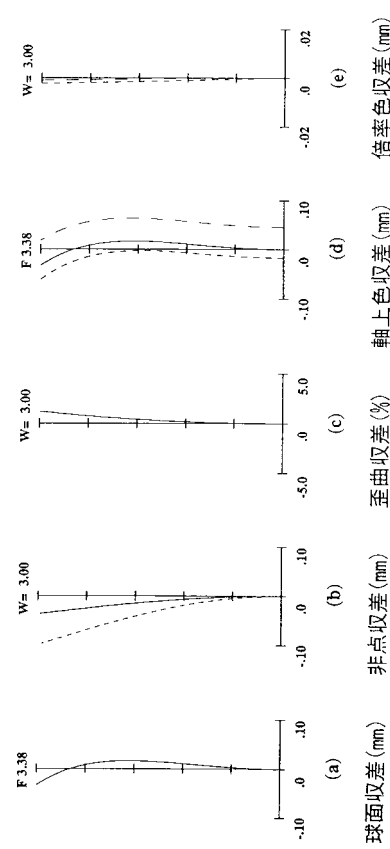 F 3.38
-.10 .0 .10
(a)
球面収差(mm)
W= 3.00
-.10 .0 .10
(b)
非点収差(mm)
W= 3.00
-5.0 .0 5.0
(c)
歪曲収差(%)
F 3.38
-.10 .0 .10
(d)
軸上色収差(mm)
W= 3.00
-.02 .0 .02
(e)
倍率色収差(mm)